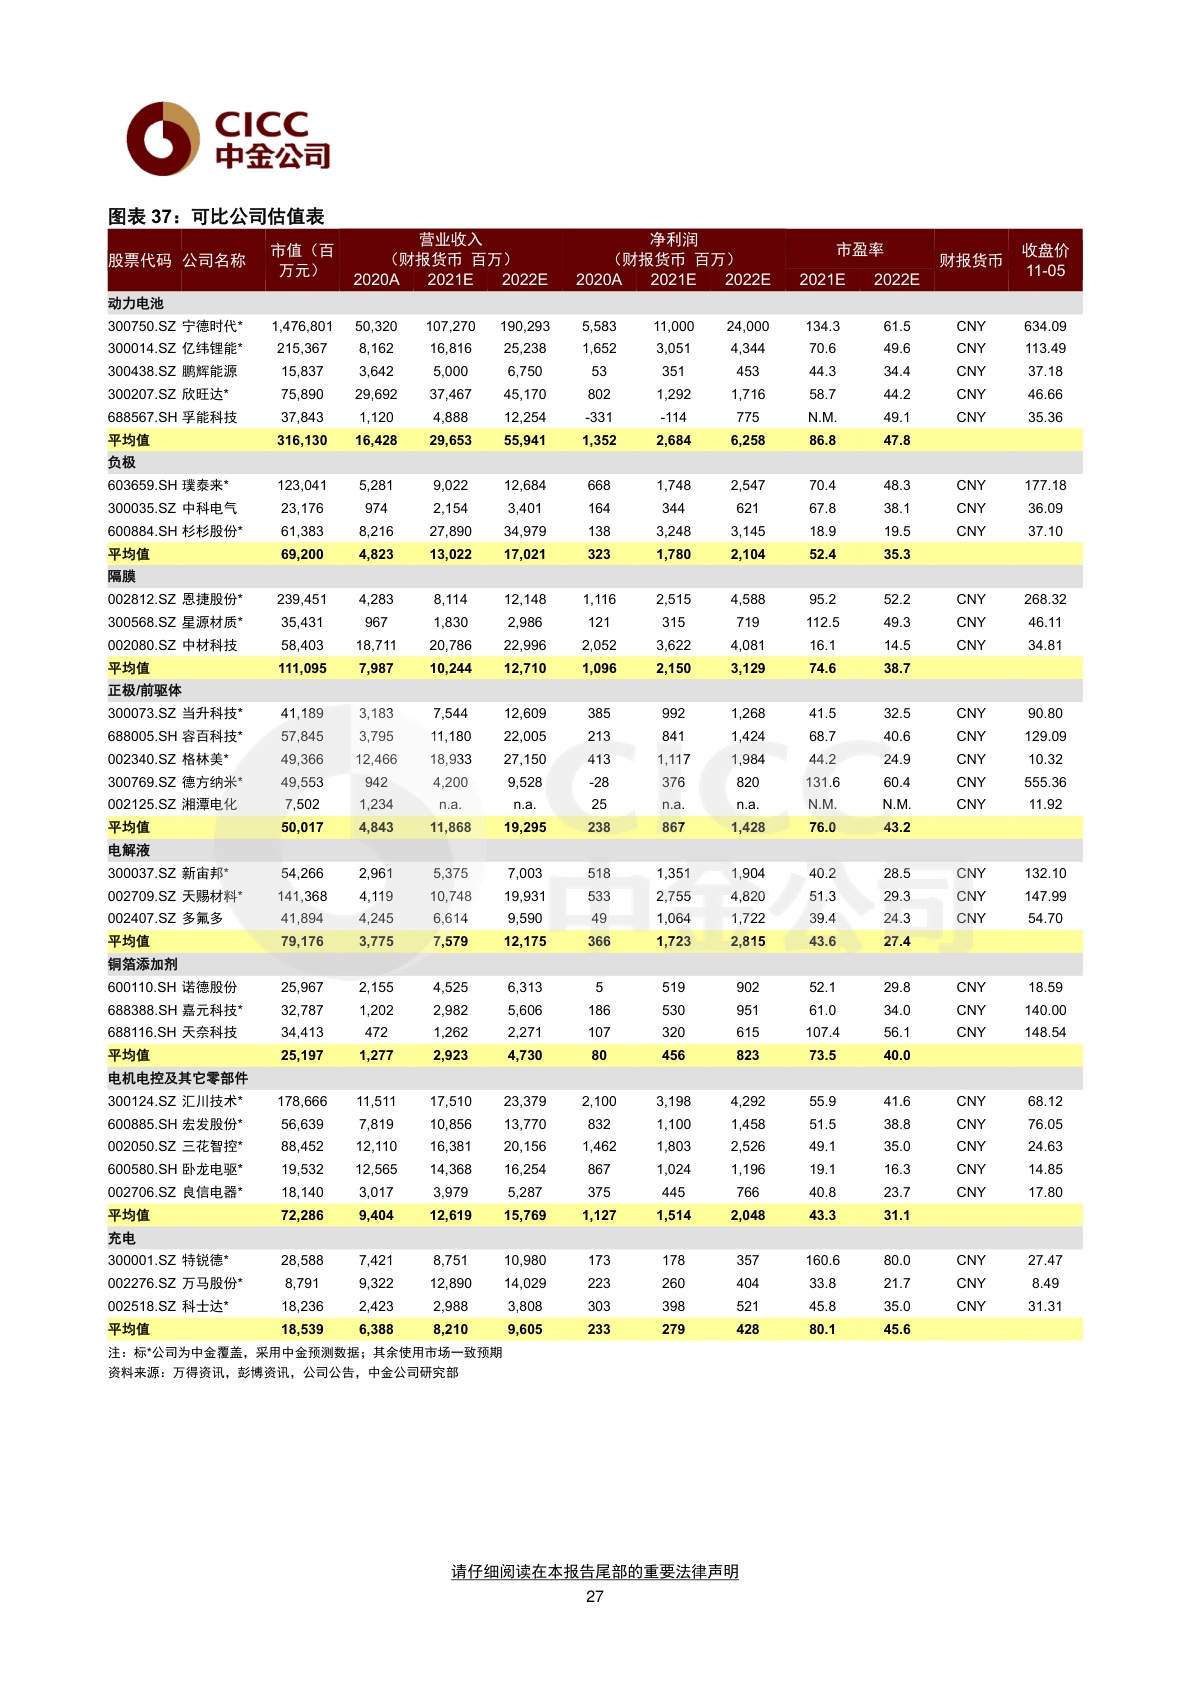 CICC
中金公司
图表 37：可比公司估值表
股票代码 公司名称 市值（百万元） 营业收入（财报货币 百万） 净利润（财报货币 百万） 市盈率 财报货币 收盘价 11-05
2020A 2021E 2022E 2020A 2021E 2022E 2021E 2022E
动力电池
300750.SZ 宁德时代* 1,476,801 50,320 107,270 190,293 5,583 11,000 24,000 134.3 61.5 CNY 634.09
300014.SZ 亿纬锂能* 215,367 8,162 16,816 25,238 1,652 3,051 4,344 70.6 49.6 CNY 113.49
300438.SZ 鹏辉能源 15,837 3,642 5,000 6,750 53 351 453 44.3 34.4 CNY 37.18
300207.SZ 欣旺达* 75,890 29,692 37,467 45,170 802 1,292 1,716 58.7 44.2 CNY 46.66
688567.SH 孚能科技 37,843 1,120 4,888 12,254 -331 -114 775 N.M. 49.1 CNY 35.36
平均值 316,130 16,428 29,653 55,941 1,352 2,684 6,258 86.8 47.8
负极
603659.SH 璞泰来* 123,041 5,281 9,022 12,684 668 1,748 2,547 70.4 48.3 CNY 177.18
300035.SZ 中科电气 23,176 974 2,154 3,401 164 344 621 67.8 38.1 CNY 36.09
600884.SH 杉杉股份* 61,383 8,216 27,890 34,979 138 3,248 3,145 18.9 19.5 CNY 37.10
平均值 69,200 4,823 13,022 17,021 323 1,780 2,104 52.4 35.3
隔膜
002812.SZ 恩捷股份* 239,451 4,283 8,114 12,148 1,116 2,515 4,588 95.2 52.2 CNY 268.32
300568.SZ 星源材质* 35,431 967 1,830 2,986 121 315 719 112.5 49.3 CNY 46.11
002080.SZ 中材科技 58,403 18,711 20,786 22,996 2,052 3,622 4,081 16.1 14.5 CNY 34.81
平均值 111,095 7,987 10,244 12,710 1,096 2,150 3,129 74.6 38.7
正极/前驱体
300073.SZ 当升科技* 41,189 3,183 7,544 12,609 385 992 1,268 41.5 32.5 CNY 90.80
688005.SH 容百科技* 57,845 3,795 11,180 22,005 213 841 1,424 68.7 40.6 CNY 129.09
002340.SZ 格林美* 49,366 12,466 18,933 27,150 413 1,117 1,984 44.2 24.9 CNY 10.32
300769.SZ 德方纳米* 49,553 942 4,200 9,528 -28 376 820 131.6 60.4 CNY 555.36
002125.SZ 湘潭电化 7,502 1,234 n.a. n.a. 25 n.a. n.a. N.M. N.M. CNY 11.92
平均值 50,017 4,843 11,868 19,295 238 867 1,428 76.0 43.2
电解液
300037.SZ 新宙邦* 54,266 2,961 5,375 7,003 518 1,351 1,904 40.2 28.5 CNY 132.10
002709.SZ 天赐材料* 141,368 4,119 10,748 19,931 533 2,755 4,820 51.3 29.3 CNY 147.99
002407.SZ 多氟多 41,894 4,245 6,614 9,590 49 1,064 1,722 39.4 24.3 CNY 54.70
平均值 79,176 3,775 7,579 12,175 366 1,723 2,815 43.6 27.4
铜箔添加剂
600110.SH 诺德股份 25,967 2,155 4,525 6,313 5 519 902 52.1 29.8 CNY 18.59
688388.SH 嘉元科技* 32,787 1,202 2,982 5,606 186 530 951 61.0 34.0 CNY 140.00
688116.SH 天奈科技 34,413 472 1,262 2,271 107 320 615 107.4 56.1 CNY 148.54
平均值 25,197 1,277 2,923 4,730 80 456 823 73.5 40.0
电机电控及其它零部件
300124.SZ 汇川技术* 178,666 11,511 17,510 23,379 2,100 3,198 4,292 55.9 41.6 CNY 68.12
600885.SH 宏发股份* 56,639 7,819 10,856 13,770 832 1,100 1,458 51.5 38.8 CNY 76.05
002050.SZ 三花智控* 88,452 12,110 16,381 20,156 1,462 1,803 2,526 49.1 35.0 CNY 24.63
600580.SH 卧龙电驱* 19,532 12,565 14,368 16,254 867 1,024 1,196 19.1 16.3 CNY 14.85
002706.SZ 良信电器* 18,140 3,017 3,979 5,287 375 445 766 40.8 23.7 CNY 17.80
平均值 72,286 9,404 12,619 15,769 1,127 1,514 2,048 43.3 31.1
充电
300001.SZ 特锐德* 28,588 7,421 8,751 10,980 173 178 357 160.6 80.0 CNY 27.47
002276.SZ 万马股份* 8,791 9,322 12,890 14,029 223 260 404 33.8 21.7 CNY 8.49
002518.SZ 科士达* 18,236 2,423 2,988 3,808 303 398 521 45.8 35.0 CNY 31.31
平均值 18,539 6,388 8,210 9,605 233 279 428 80.1 45.6
注：标*公司为中金覆盖，采用中金预测数据；其余使用市场一致预期
资料来源：万得资讯，彭博资讯，公司公告，中金公司研究部
请仔细阅读在本报告尾部的重要法律声明
27